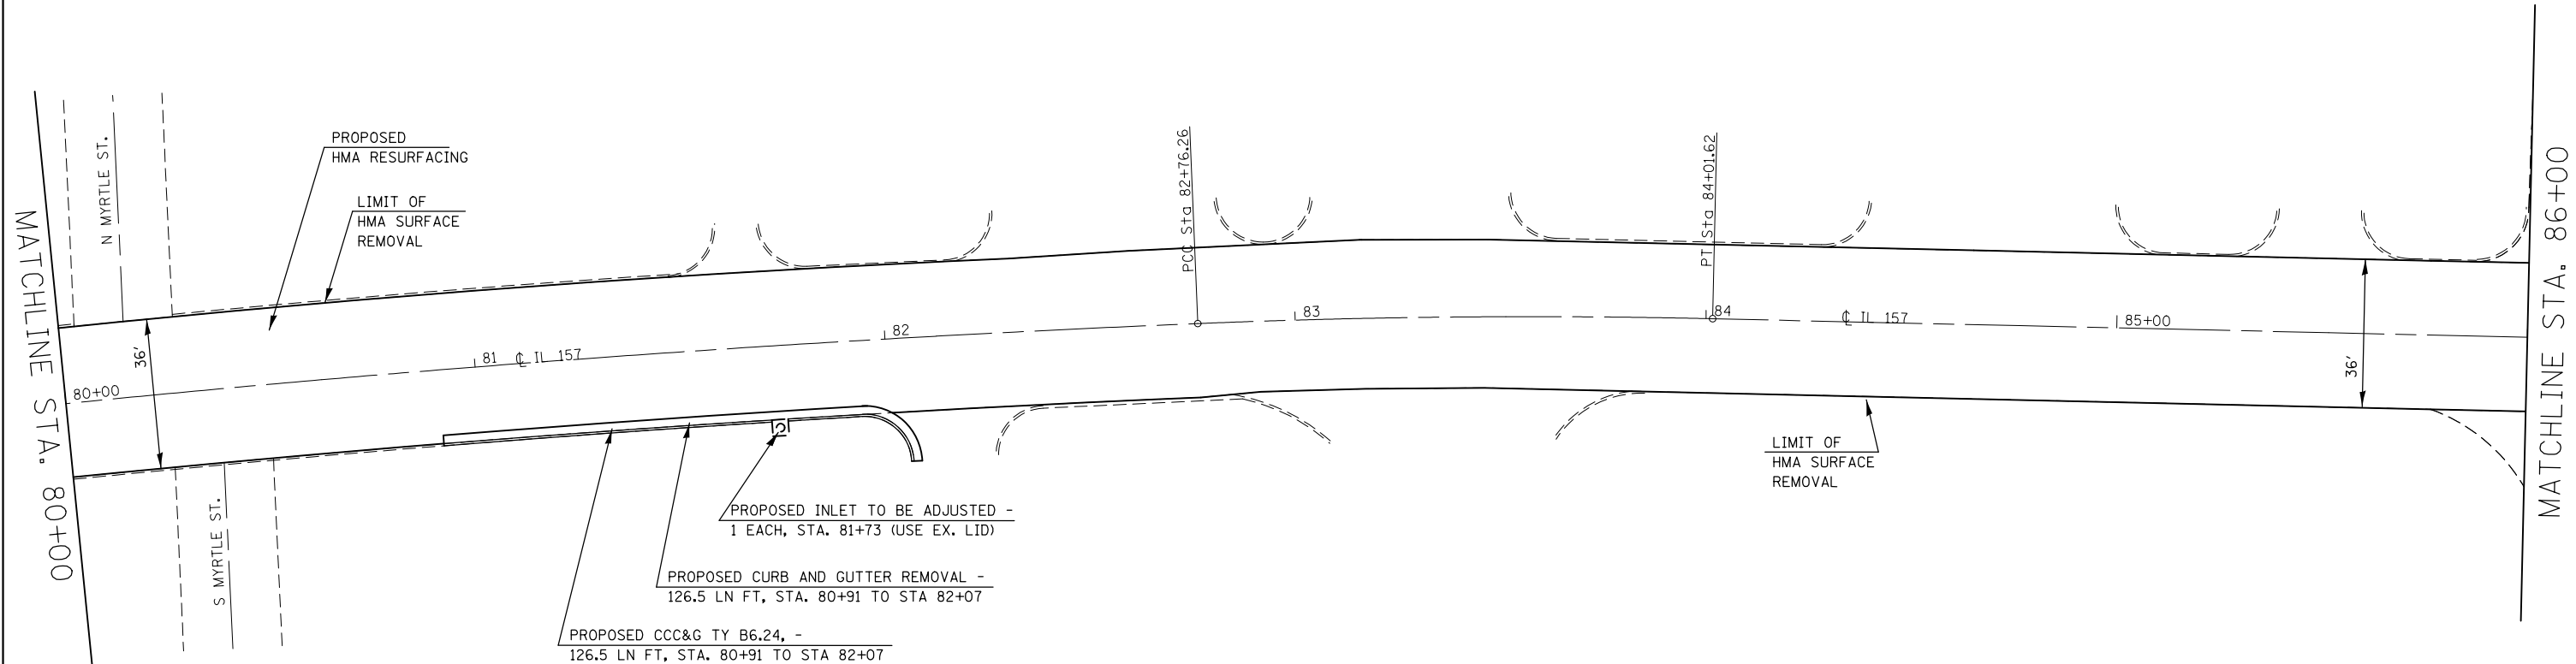 MATCHLINE STA. 80+00
N MYRTLE ST.
PROPOSED
HMA RESURFACING
LIMIT OF
HMA SURFACE
REMOVAL
36'
80+00
81
℄ IL 157
82
PCC Sta 82+76.26
83
PT Sta 84+01.62
84
℄ IL 157
85+00
36'
MATCHLINE STA. 86+00
S MYRTLE ST.
LIMIT OF
HMA SURFACE
REMOVAL
PROPOSED INLET TO BE ADJUSTED -
1 EACH, STA. 81+73 (USE EX. LID)
PROPOSED CURB AND GUTTER REMOVAL -
126.5 LN FT, STA. 80+91 TO STA 82+07
PROPOSED CCC&G TY B6.24, -
126.5 LN FT, STA. 80+91 TO STA 82+07